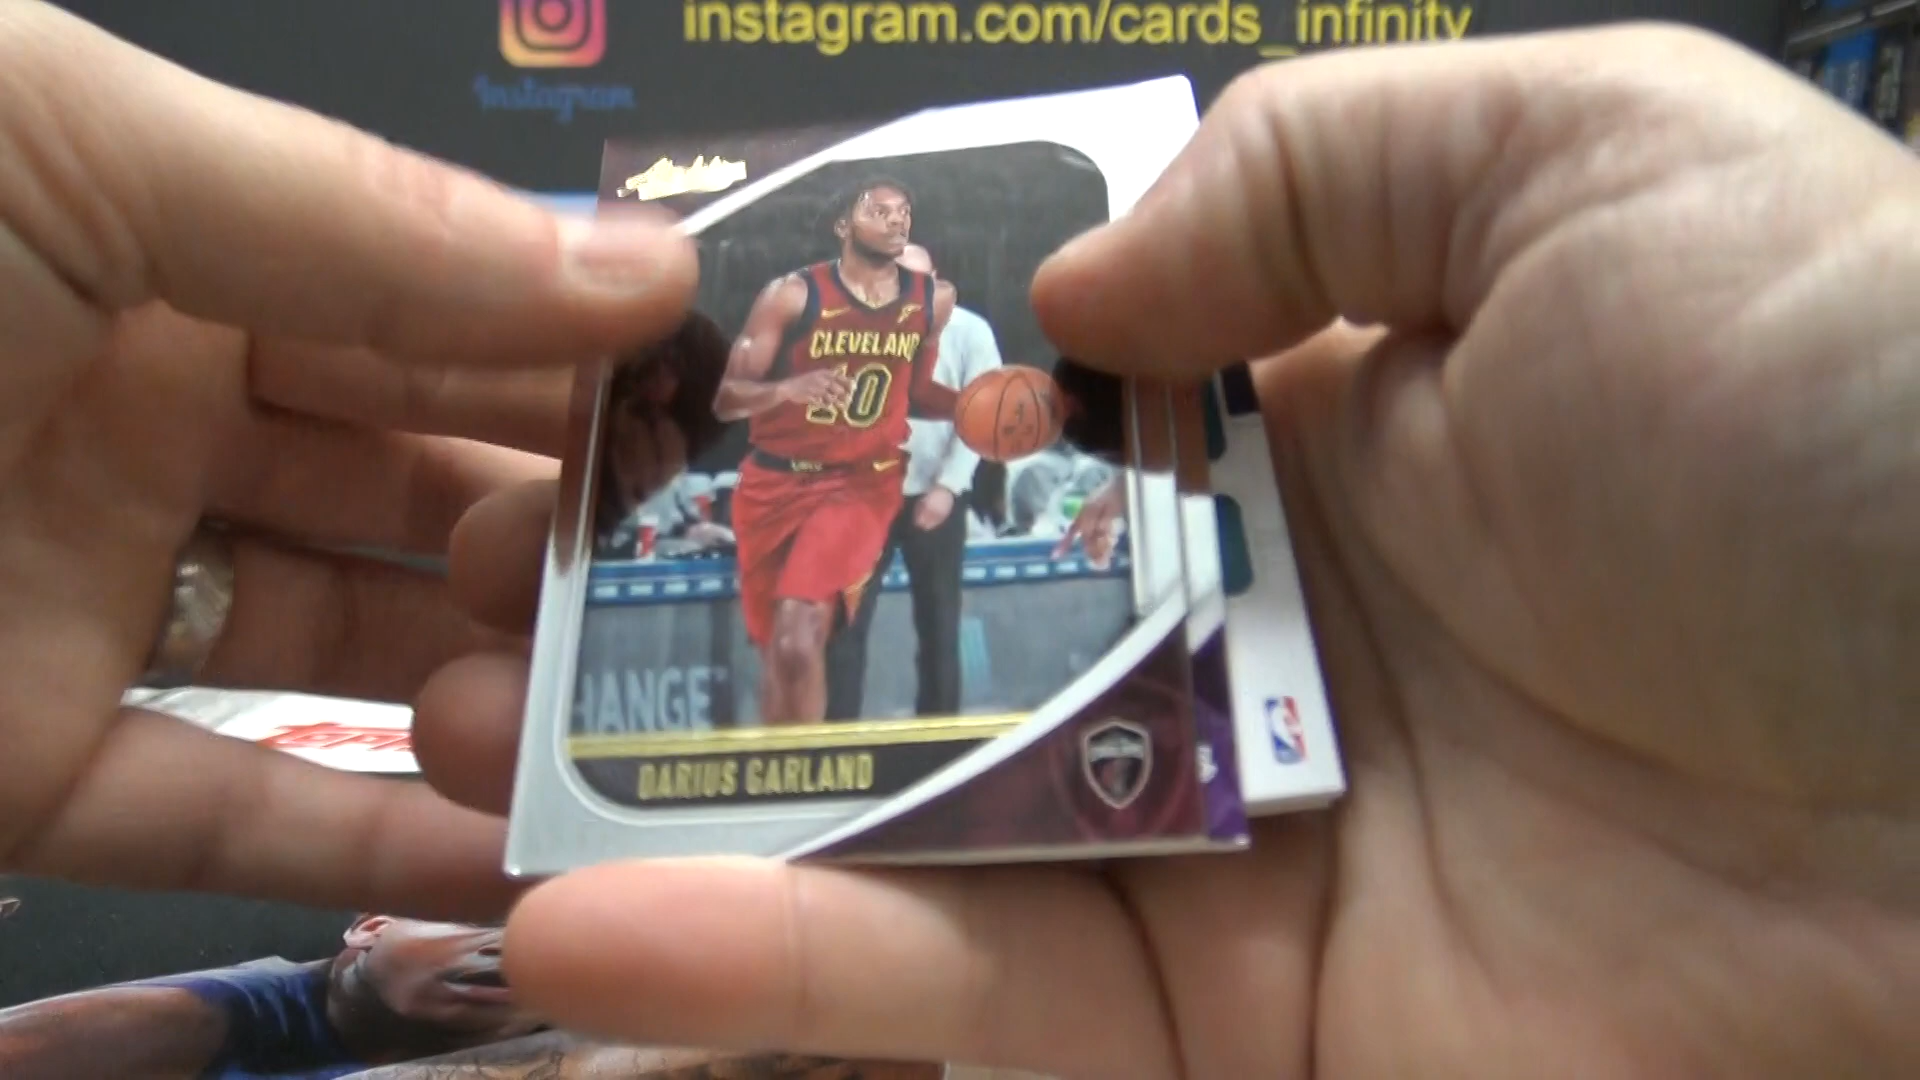 instagram.com/cards_infinity
Instagram
CLEVELAND
10
HANGE
DARIUS GARLAND